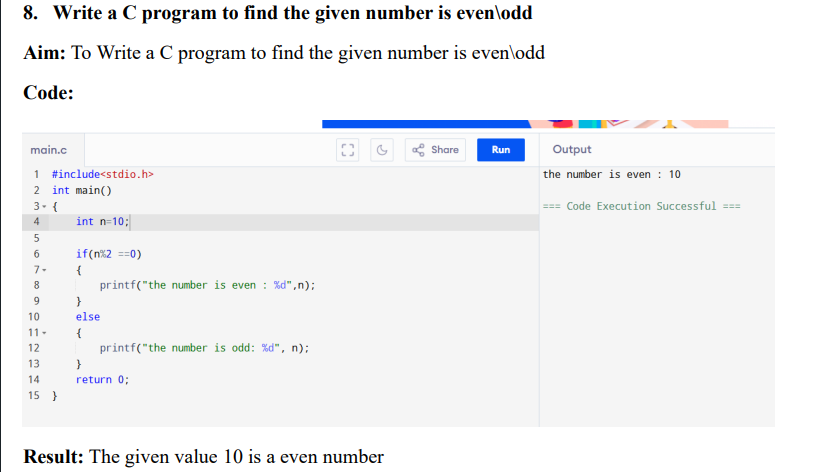 8. Write a C program to find the given number is even\odd
Aim: To Write a C program to find the given number is even\odd
Code:
main.c
Share
Run
Output
1 #include<stdio.h>
2 int main()
3 {
4 int n=10;
5
6 if(n%2 ==0)
7 {
8 printf("the number is even : %d",n);
9 }
10 else
11 {
12 printf("the number is odd: %d", n);
13 }
14 return 0;
15 }
the number is even : 10
=== Code Execution Successful ===
Result: The given value 10 is a even number